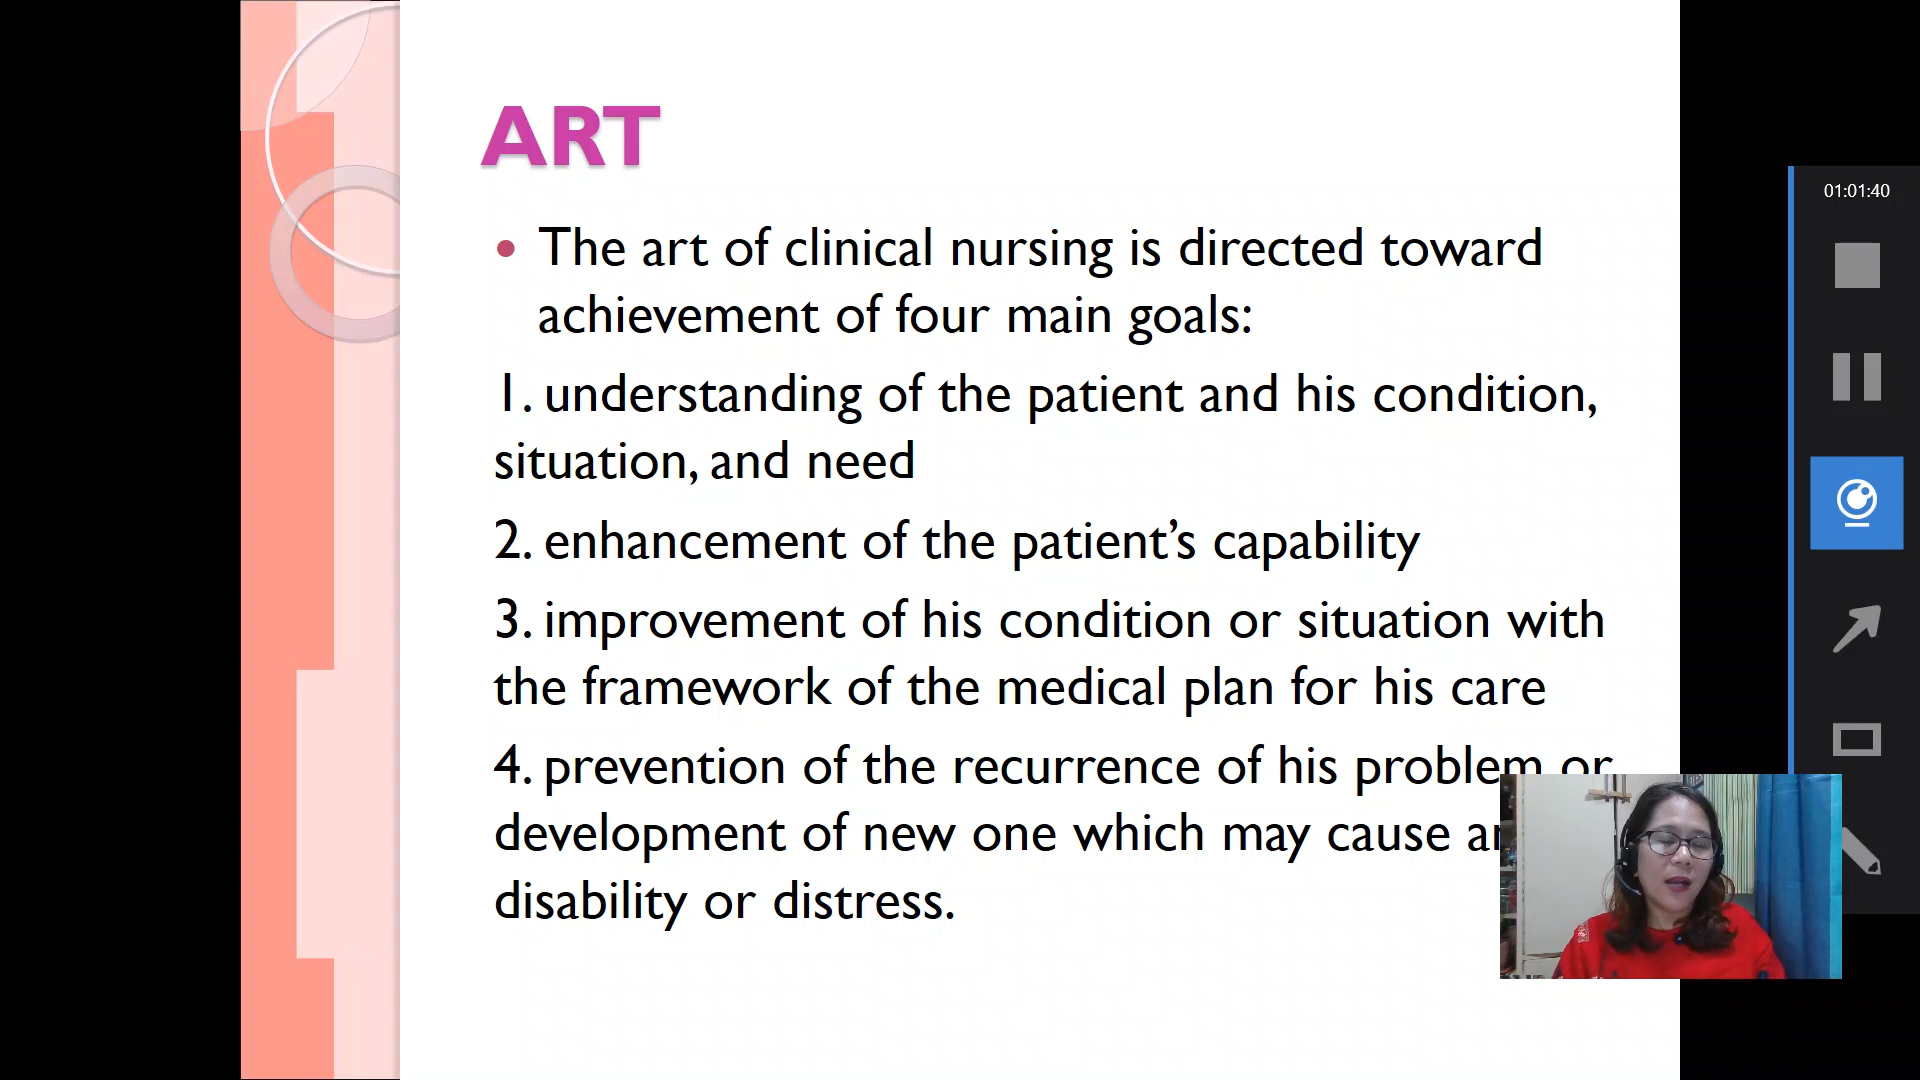 ART
• The art of clinical nursing is directed toward
achievement of four main goals:
1. understanding of the patient and his condition,
situation, and need
2. enhancement of the patient’s capability
3. improvement of his condition or situation with
the framework of the medical plan for his care
4. prevention of the recurrence of his problem or
development of new one which may cause
disability or distress.
01:01:40